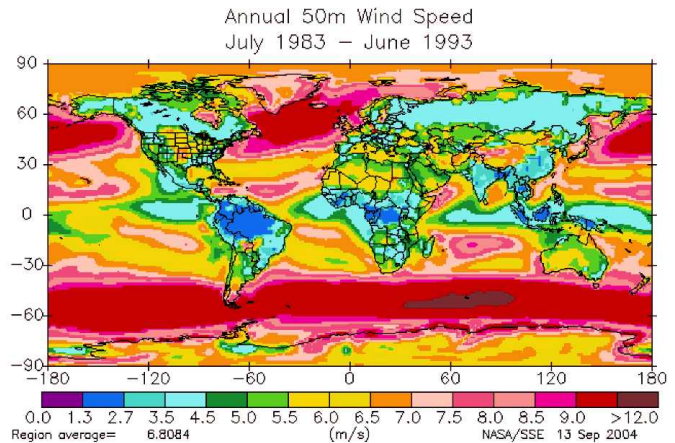 Annual 50m Wind Speed
July 1983 – June 1993
90
60
30
0
−30
−60
−90
−180 −120 −60 0 60 120 180
0.0 1.3 2.7 3.5 4.5 5.0 5.5 6.0 6.5 7.0 7.5 8.0 8.5 9.0 >12.0
Region average= 6.8084 (m/s) NASA/SSE 13 Sep 2004